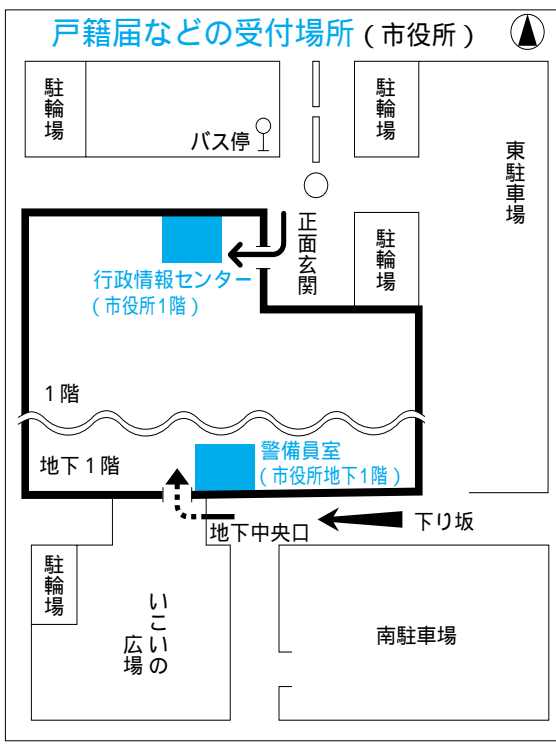 戸籍届などの受付場所(市役所)
駐輪場
バス停
駐輪場
東駐車場
正面玄関
駐輪場
行政情報センター
(市役所1階)
1階
地下1階
警備員室
(市役所地下1階)
地下中央口
下り坂
駐輪場
いこいの
広場
南駐車場